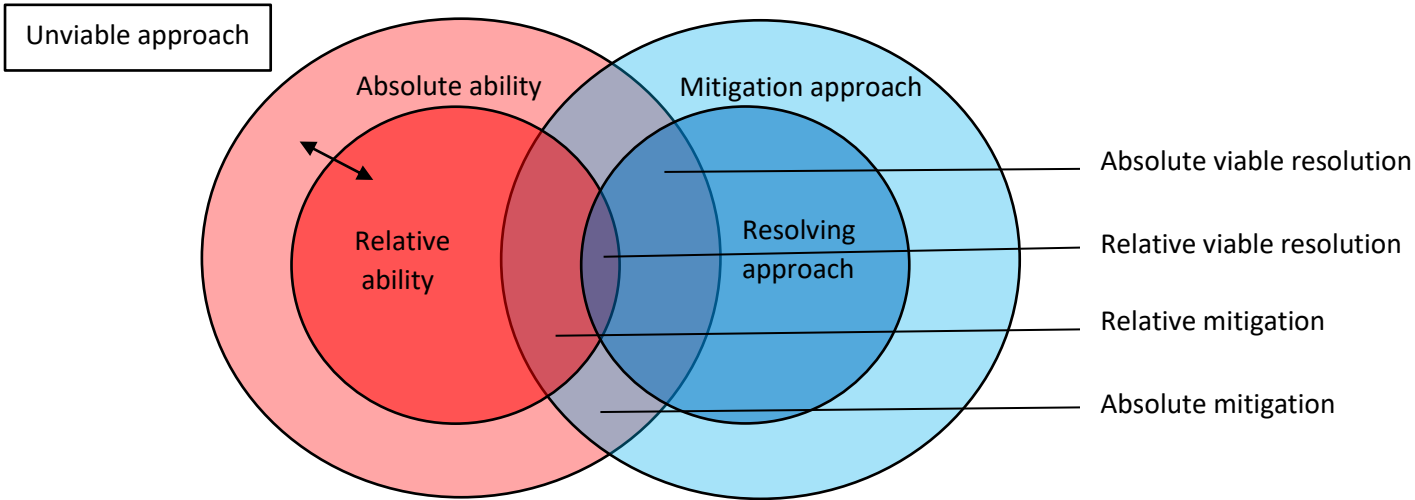 Unviable approach
Absolute ability
Mitigation approach
Relative
ability
Resolving
approach
Absolute viable resolution
Relative viable resolution
Relative mitigation
Absolute mitigation